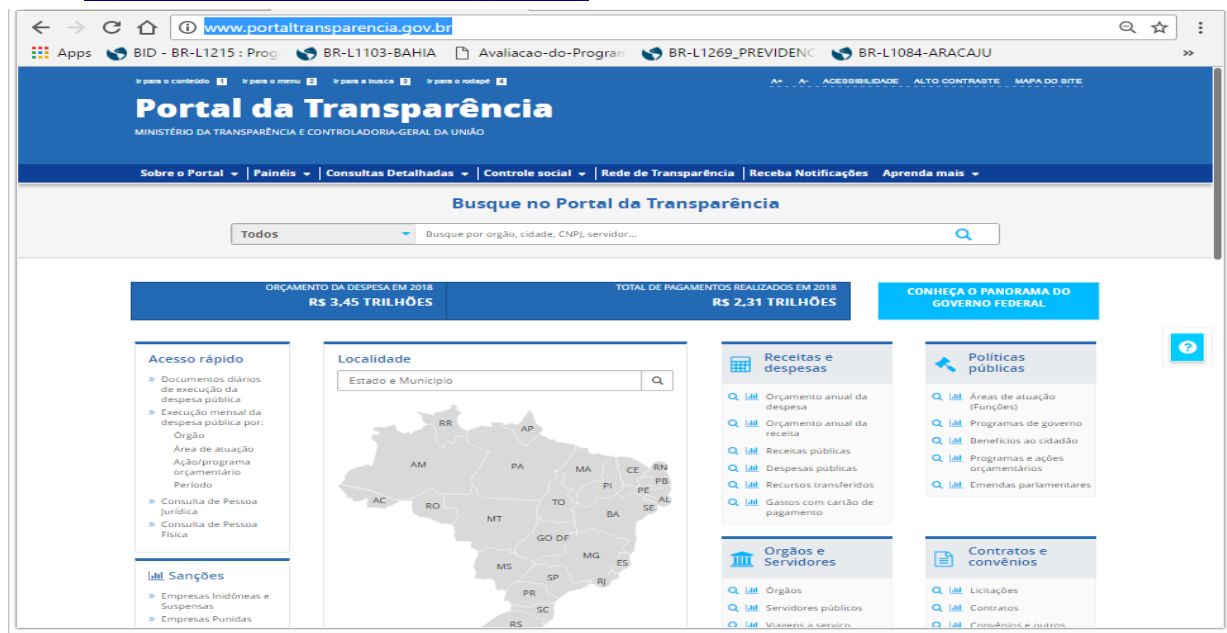 www.portaltransparencia.gov.br
Apps BID - BR-L1215 : Prog BR-L1103-BAHIA Avaliacao-do-Program BR-L1269_PREVIDENC BR-L1084-ARACAJU »
Ir para o conteúdo 1 Ir para o menu 2 Ir para a busca 3 Ir para o rodapé 4 A+ A- ACESSIBILIDADE ALTO CONTRASTE MAPA DO SITE
Portal da Transparência
MINISTÉRIO DA TRANSPARÊNCIA E CONTROLADORIA-GERAL DA UNIÃO
Sobre o Portal Painéis Consultas Detalhadas Controle social Rede de Transparência Receba Notificações Aprenda mais
Busque no Portal da Transparência
Todos Busque por orgão, cidade, CNPJ, servidor...
ORÇAMENTO DA DESPESA EM 2018
R$ 3,45 TRILHÕES
TOTAL DE PAGAMENTOS REALIZADOS EM 2018
R$ 2,31 TRILHÕES
CONHEÇA O PANORAMA DO
GOVERNO FEDERAL
?
Acesso rápido
» Documentos diários
de execução da
despesa pública
» Execução mensal da
despesa pública por:
Órgão
Área de atuação
Ação/programa
orçamentário
Período
» Consulta de Pessoa
Jurídica
» Consulta de Pessoa
Física
Sanções
» Empresas Inidôneas e
Suspensas
» Empresas Punidas
Localidade
Estado e Município
RR AP
AM PA MA CE RN
PB
PI PE
AC RO TO AL
SE
MT BA
GO DF
MG
MS ES
SP RJ
PR
SC
RS
Receitas e
despesas
Orçamento anual da
despesa
Orçamento anual da
receita
Receitas públicas
Despesas públicas
Recursos transferidos
Gastos com cartão de
pagamento
Políticas
públicas
Áreas de atuação
(Funções)
Programas de governo
Benefícios ao cidadão
Programas e ações
orçamentários
Emendas parlamentares
Orgãos e
Servidores
Órgãos
Servidores públicos
Viagens a serviço
Contratos e
convênios
Licitações
Contratos
Convênios e outros